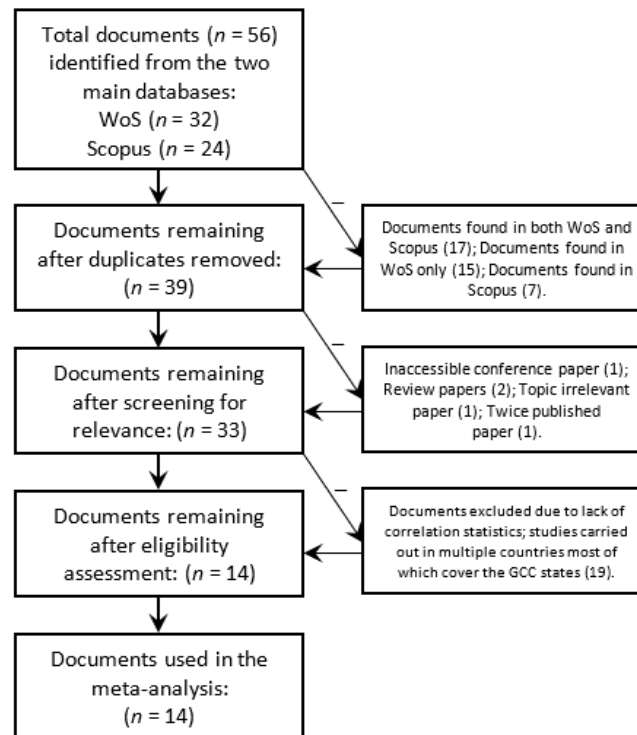 Total documents (n = 56)
identified from the two
main databases:
WoS (n = 32)
Scopus (n = 24)
–
Documents remaining
after duplicates removed:
(n = 39)
Documents found in both WoS and
Scopus (17); Documents found in
WoS only (15); Documents found in
Scopus (7).
–
Documents remaining
after screening for
relevance: (n = 33)
Inaccessible conference paper (1);
Review papers (2); Topic irrelevant
paper (1); Twice published
paper (1).
–
Documents remaining
after eligibility
assessment: (n = 14)
Documents excluded due to lack of
correlation statistics; studies carried
out in multiple countries most of
which cover the GCC states (19).
Documents used in the
meta-analysis:
(n = 14)